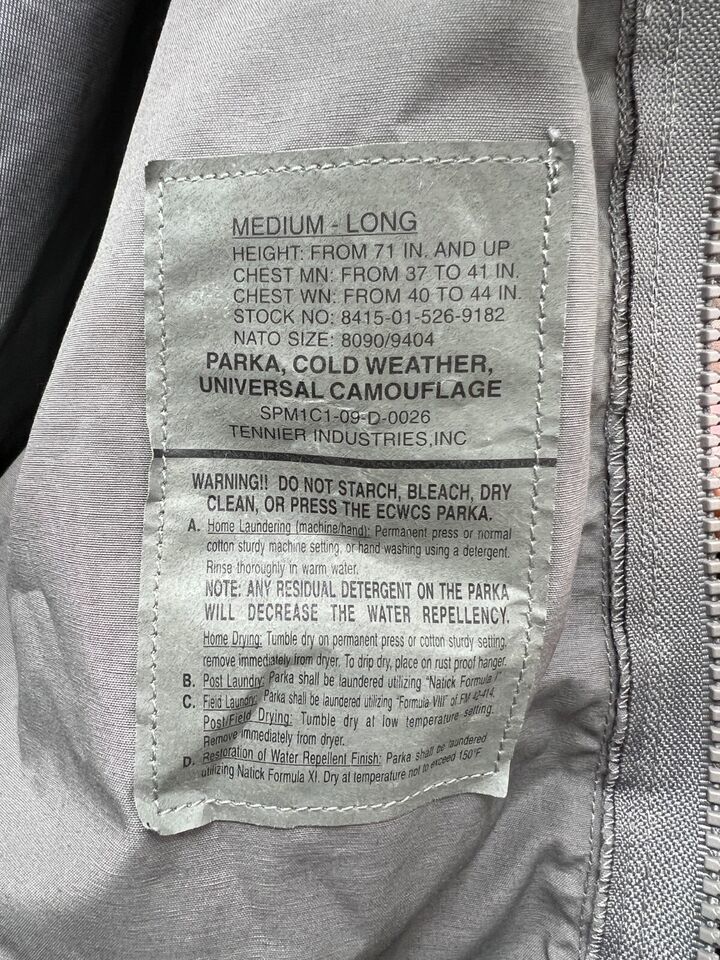 MEDIUM - LONG
HEIGHT: FROM 71 IN. AND UP
CHEST MN: FROM 37 TO 41 IN.
CHEST WN: FROM 40 TO 44 IN.
STOCK NO: 8415-01-526-9182
NATO SIZE: 8090/9404
PARKA, COLD WEATHER,
UNIVERSAL CAMOUFLAGE
SPM1C1-09-D-0026
TENNIER INDUSTRIES,INC
WARNING!! DO NOT STARCH, BLEACH, DRY
CLEAN, OR PRESS THE ECWCS PARKA.
A. Home Laundering (machine/hand): Permanent press or normal
cotton sturdy machine setting, or hand washing using a detergent.
Rinse thoroughly in warm water.
NOTE: ANY RESIDUAL DETERGENT ON THE PARKA
WILL DECREASE THE WATER REPELLENCY.
Home Drying: Tumble dry on permanent press or cotton sturdy setting,
remove immediately from dryer. To drip dry, place on rust proof hanger.
B. Post Laundry: Parka shall be laundered utilizing "Natick Formula I"
C. Field Laundry: Parka shall be laundered utilizing "Formula VIII" of FM 42-414,
Post/Field Drying: Tumble dry at low temperature setting.
Remove immediately from dryer.
D. Restoration of Water Repellent Finish: Parka shall be laundered
utilizing Natick Formula XI. Dry at temperature not to exceed 150°F.